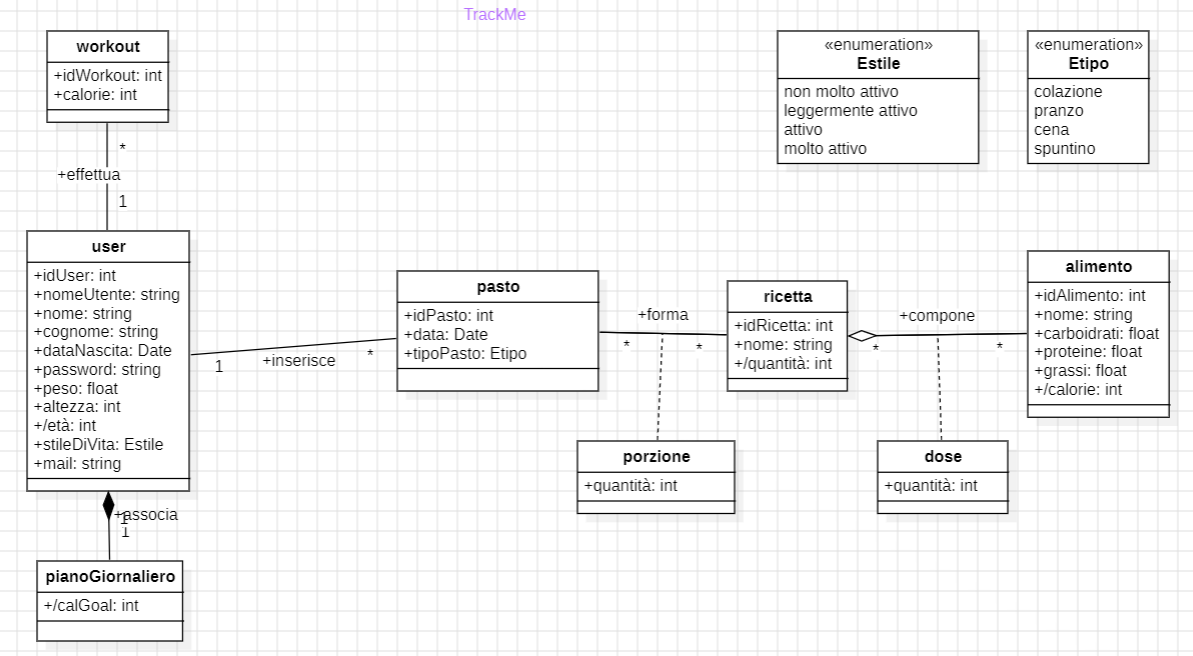 TrackMe
workout
+idWorkout: int
+calorie: int
*
+effettua
1
«enumeration»
Estile
non molto attivo
leggermente attivo
attivo
molto attivo
«enumeration»
Etipo
colazione
pranzo
cena
spuntino
user
+idUser: int
+nomeUtente: string
+nome: string
+cognome: string
+dataNascita: Date
+password: string
+peso: float
+altezza: int
+/età: int
+stileDiVita: Estile
+mail: string
1
+inserisce
*
pasto
+idPasto: int
+data: Date
+tipoPasto: Etipo
+forma
*
*
ricetta
+idRicetta: int
+nome: string
+/quantità: int
+compone
*
*
alimento
+idAlimento: int
+nome: string
+carboidrati: float
+proteine: float
+grassi: float
+/calorie: int
porzione
+quantità: int
dose
+quantità: int
+associa
1
1
pianoGiornaliero
+/calGoal: int